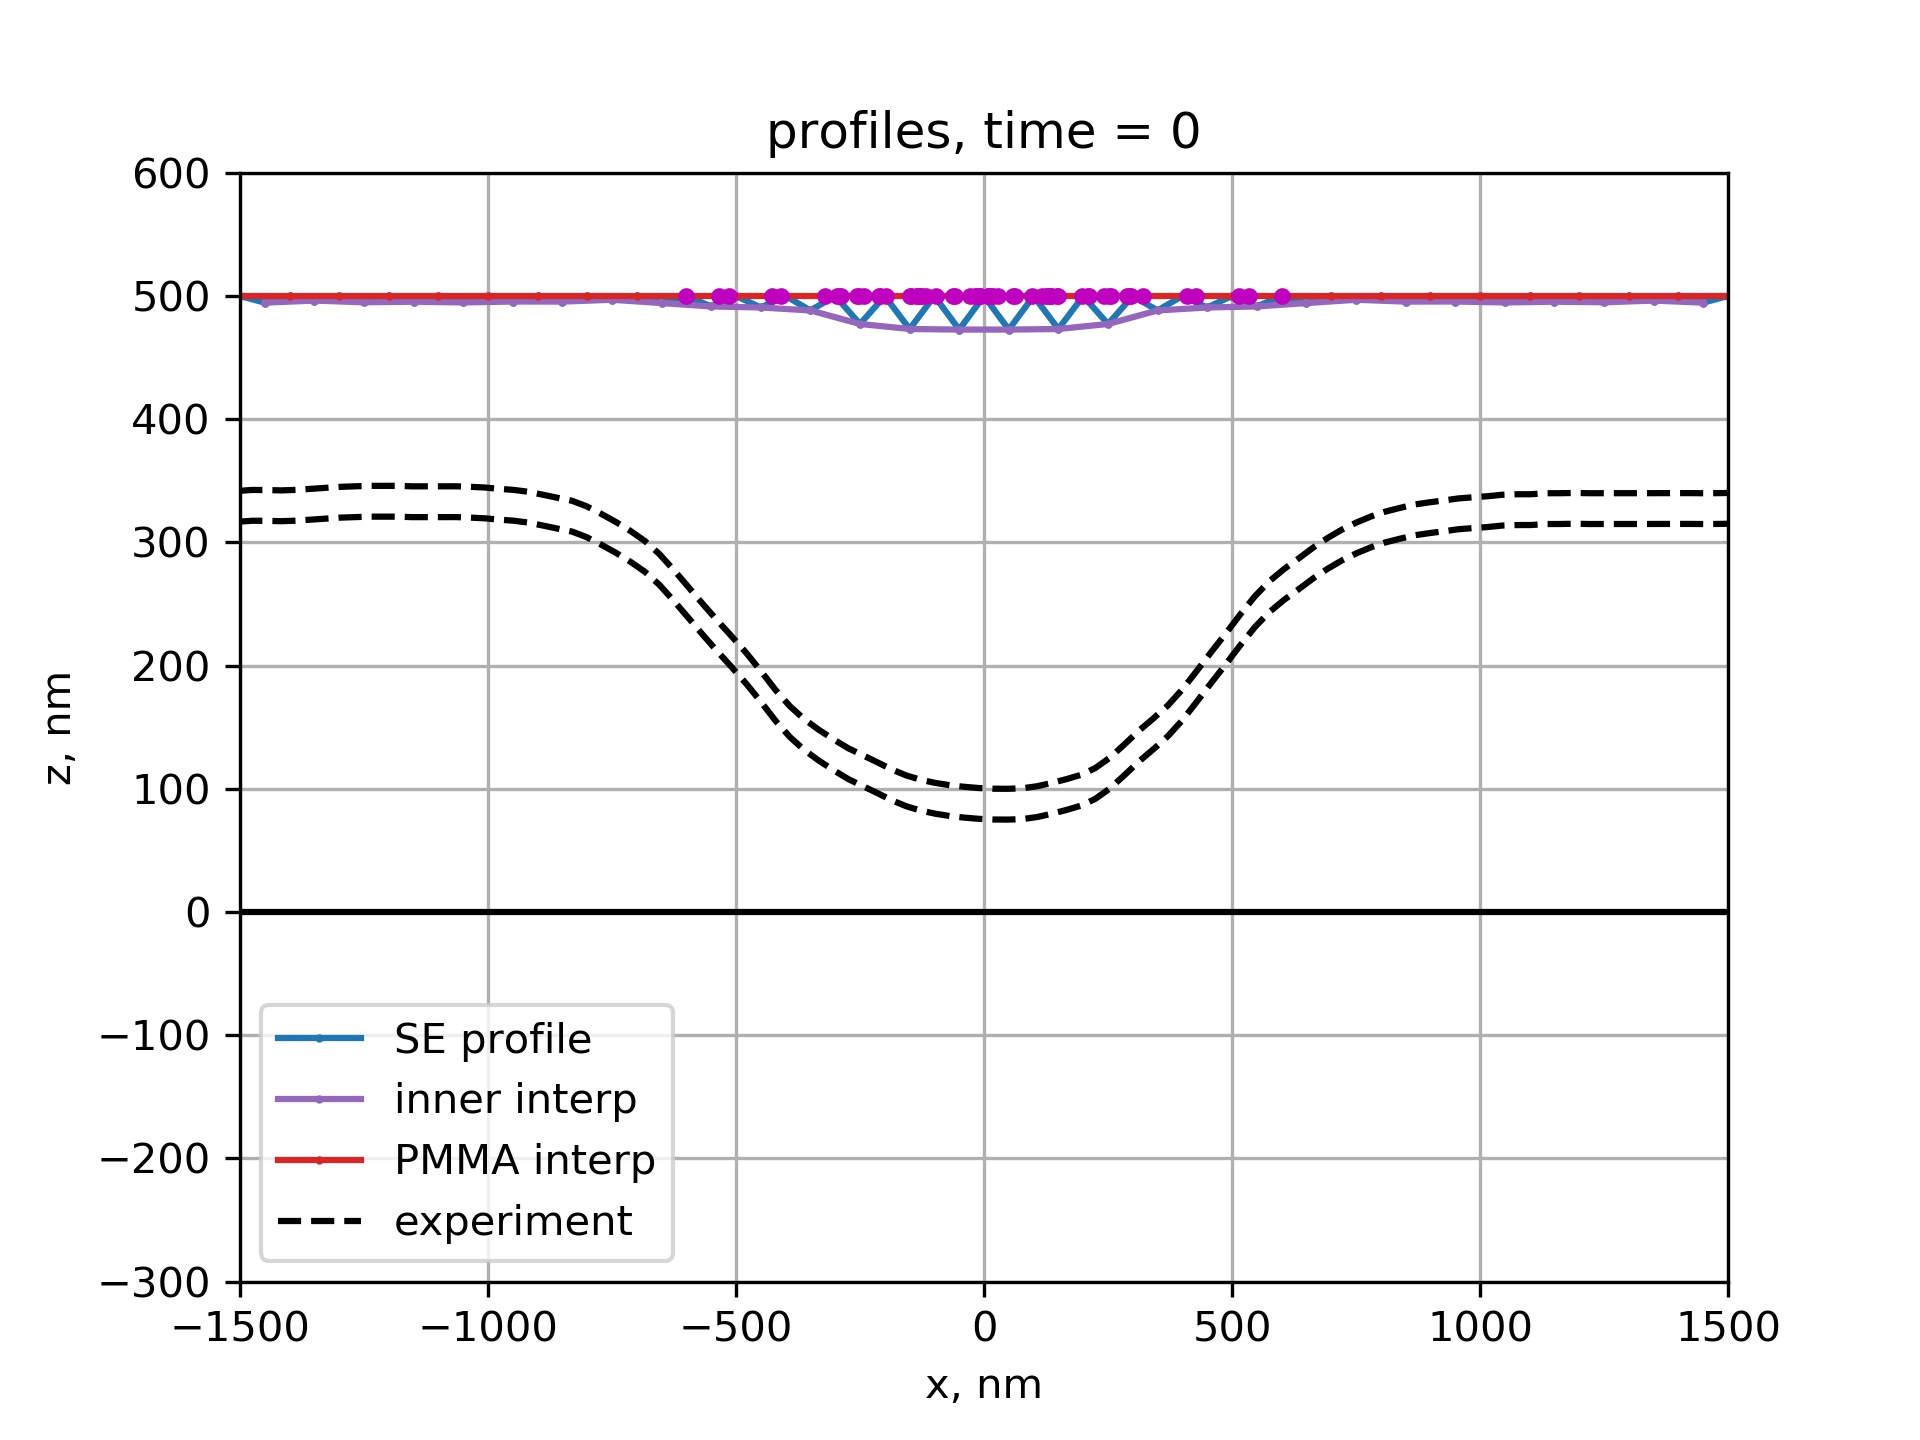 profiles, time = 0
600
500
400
300
200
100
0
−100
−200
−300
z, nm
SE profile
inner interp
PMMA interp
experiment
−1500 −1000 −500 0 500 1000 1500
x, nm